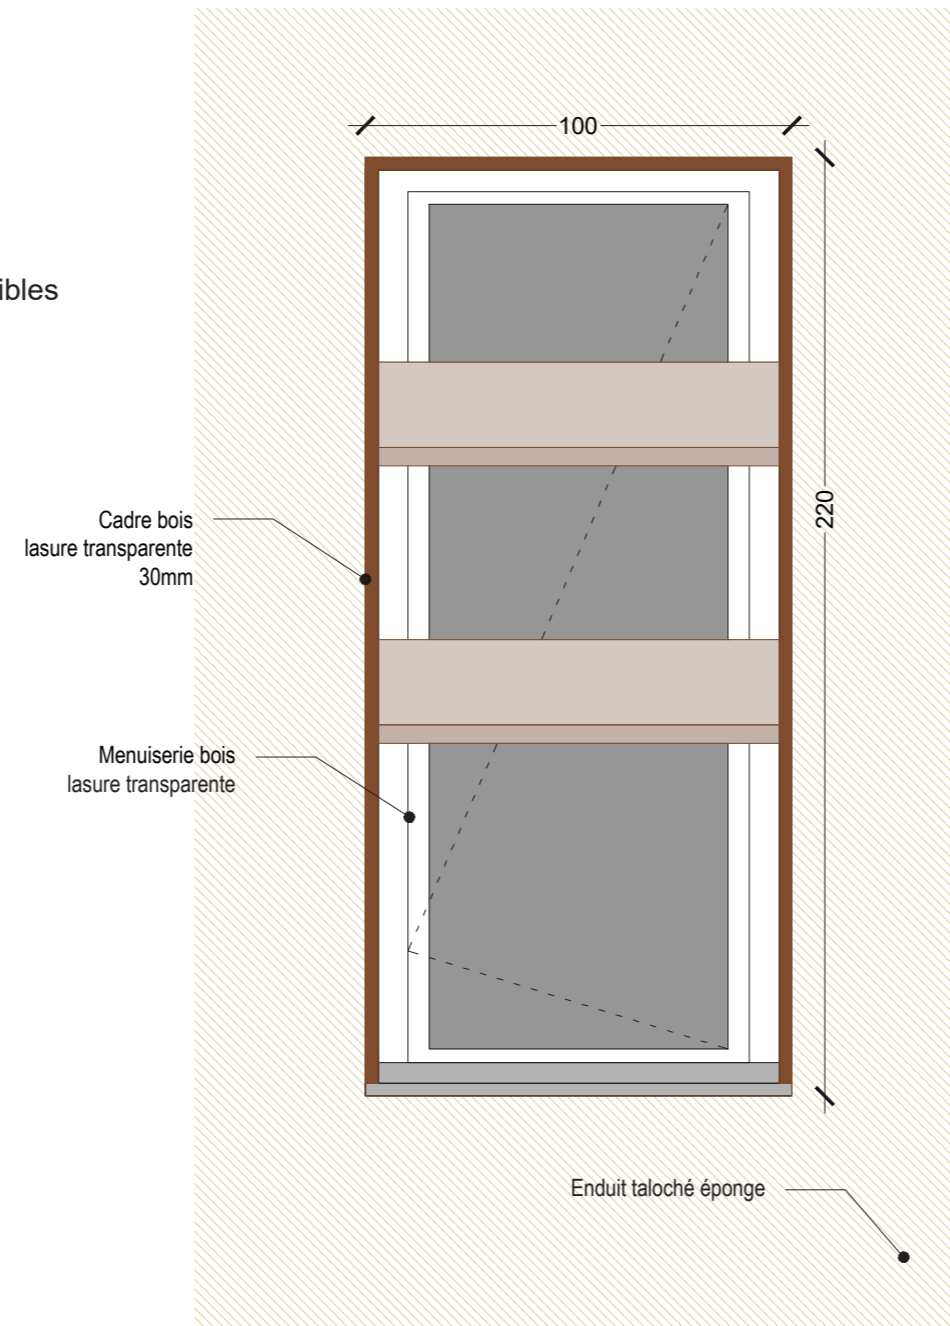 100
ibles
220
Cadre bois
lasure transparente
30mm
Menuiserie bois
lasure transparente
Enduit taloché éponge